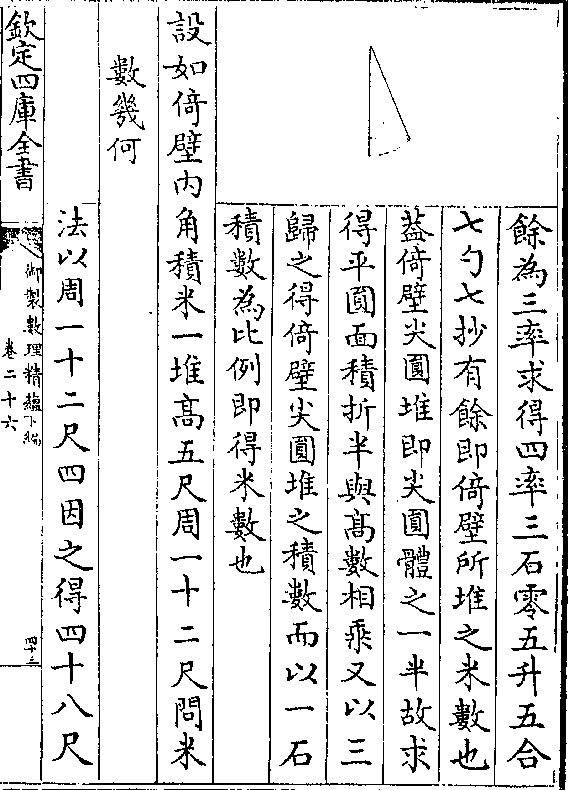 餘為三率求得四率三石零五升五合
七勺七抄有餘即倚壁所堆之米數也
葢倚壁尖圓堆即尖圓體之一半故求
得平圓面積折半與髙數相乗又以三
歸之得倚壁尖圓堆之積數而以一石
積數為比例即得米數也
設如倚壁内角積米一堆髙五尺周一十二尺問米
數幾何
法以周一十二尺四因之得四十八尺
欽定四庫全書
御製數理精蘊下編
卷二十六
四十三